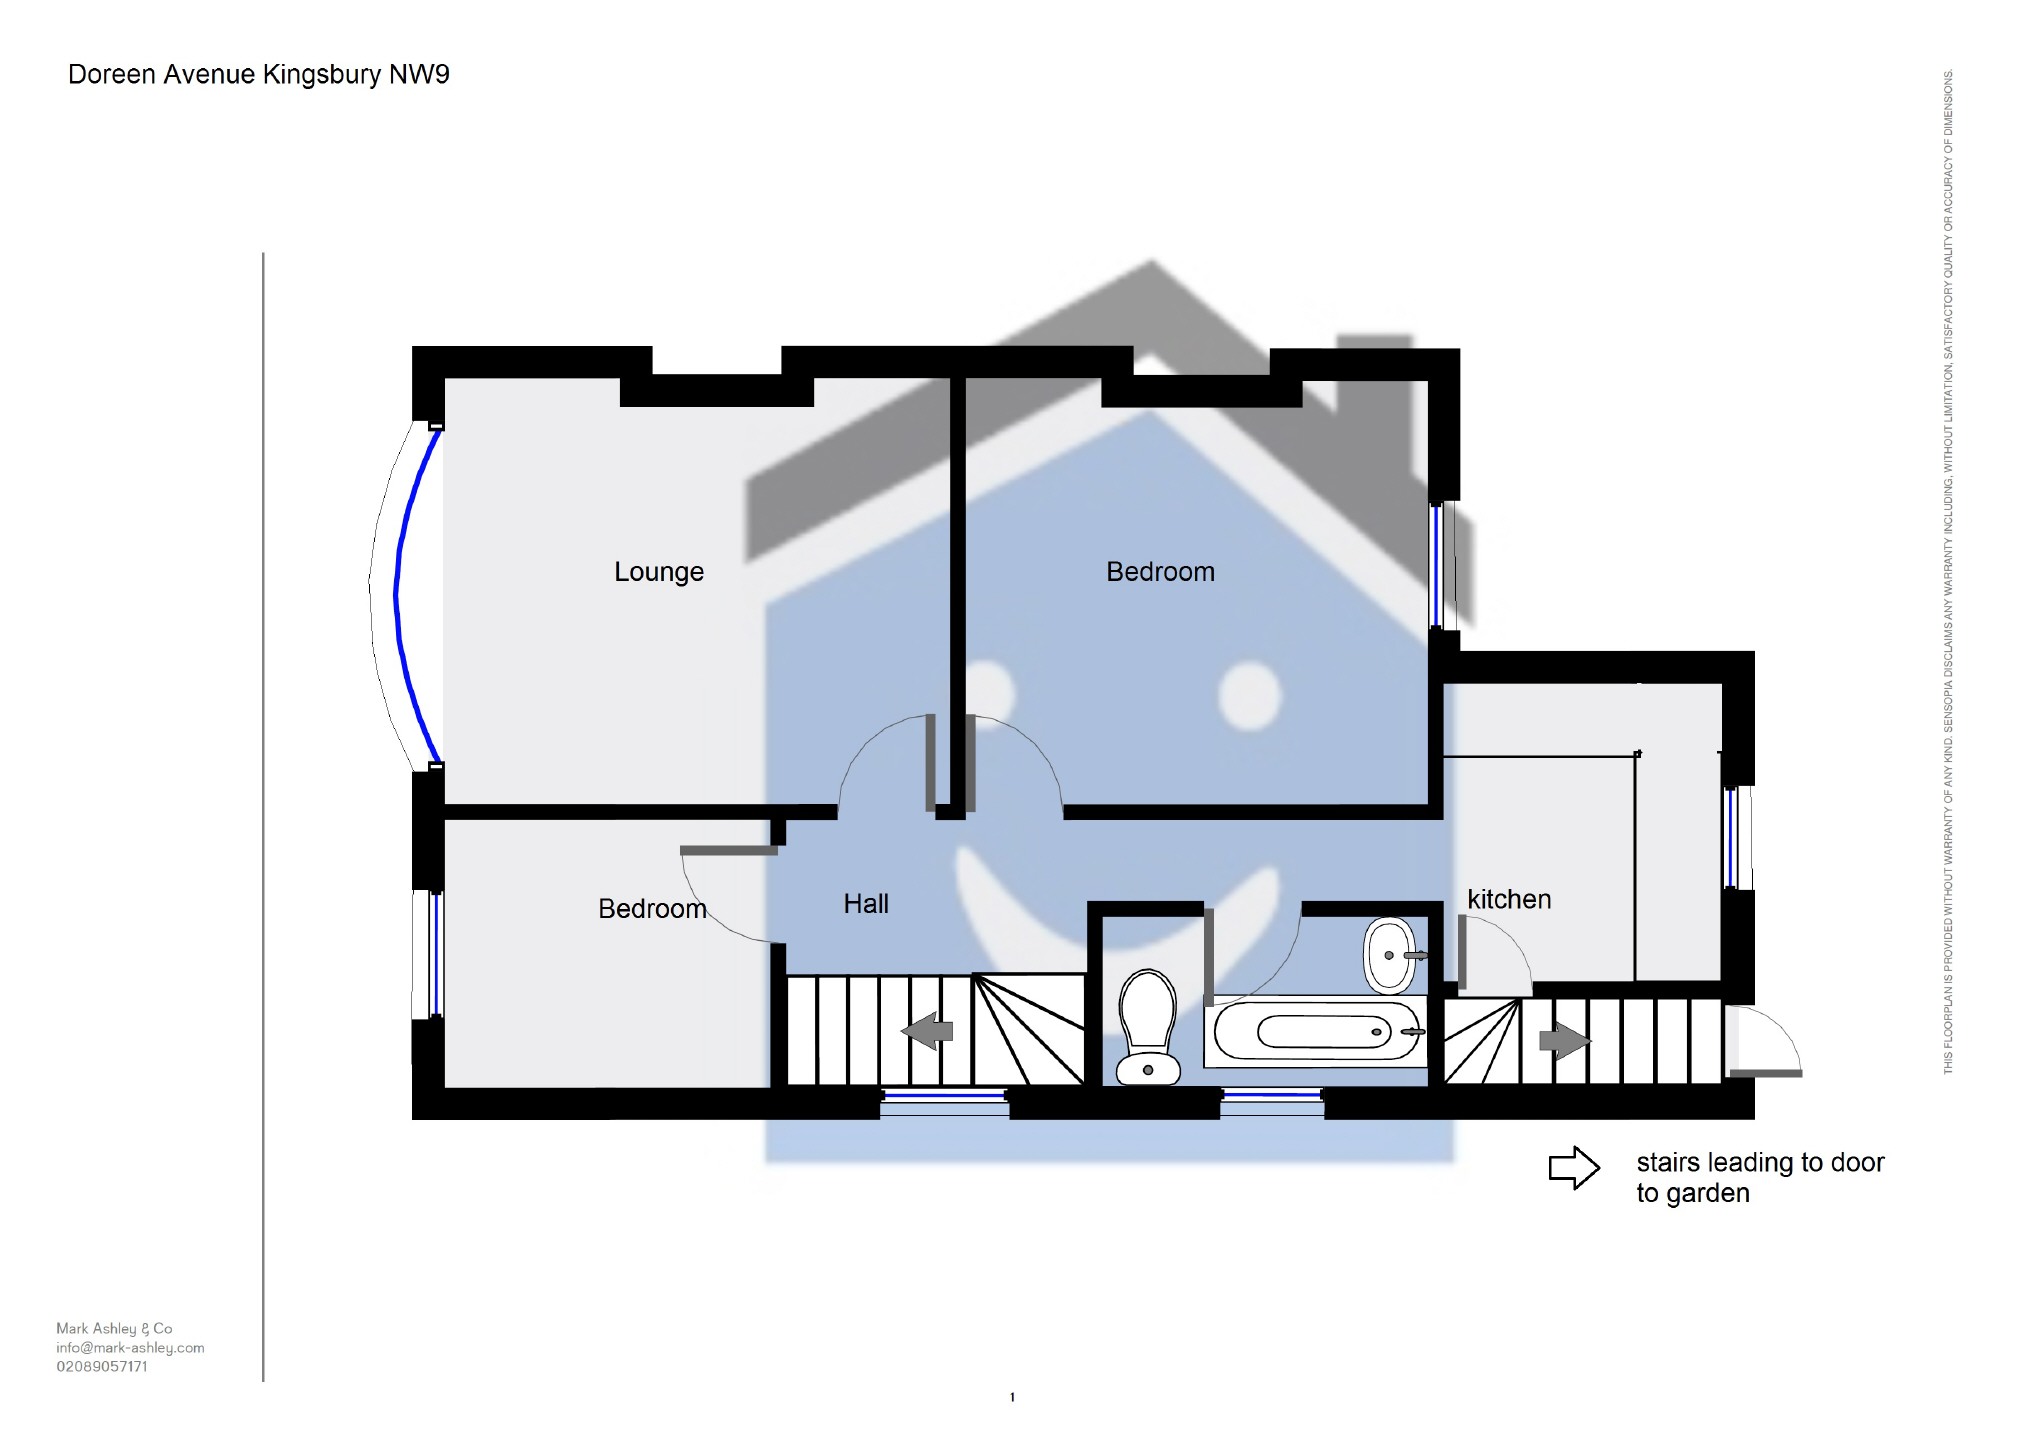 Doreen Avenue Kingsbury NW9
THIS FLOORPLAN IS PROVIDED WITHOUT WARRANTY OF ANY KIND. SENSOPIA DISCLAIMS ANY WARRANTY INCLUDING, WITHOUT LIMITATION, SATISFACTORY QUALITY OR ACCURACY OF DIMENSIONS.
Lounge
Bedroom
Bedroom
Hall
kitchen
stairs leading to door
to garden
Mark Ashley & Co
info@mark-ashley.com
02089057171
1